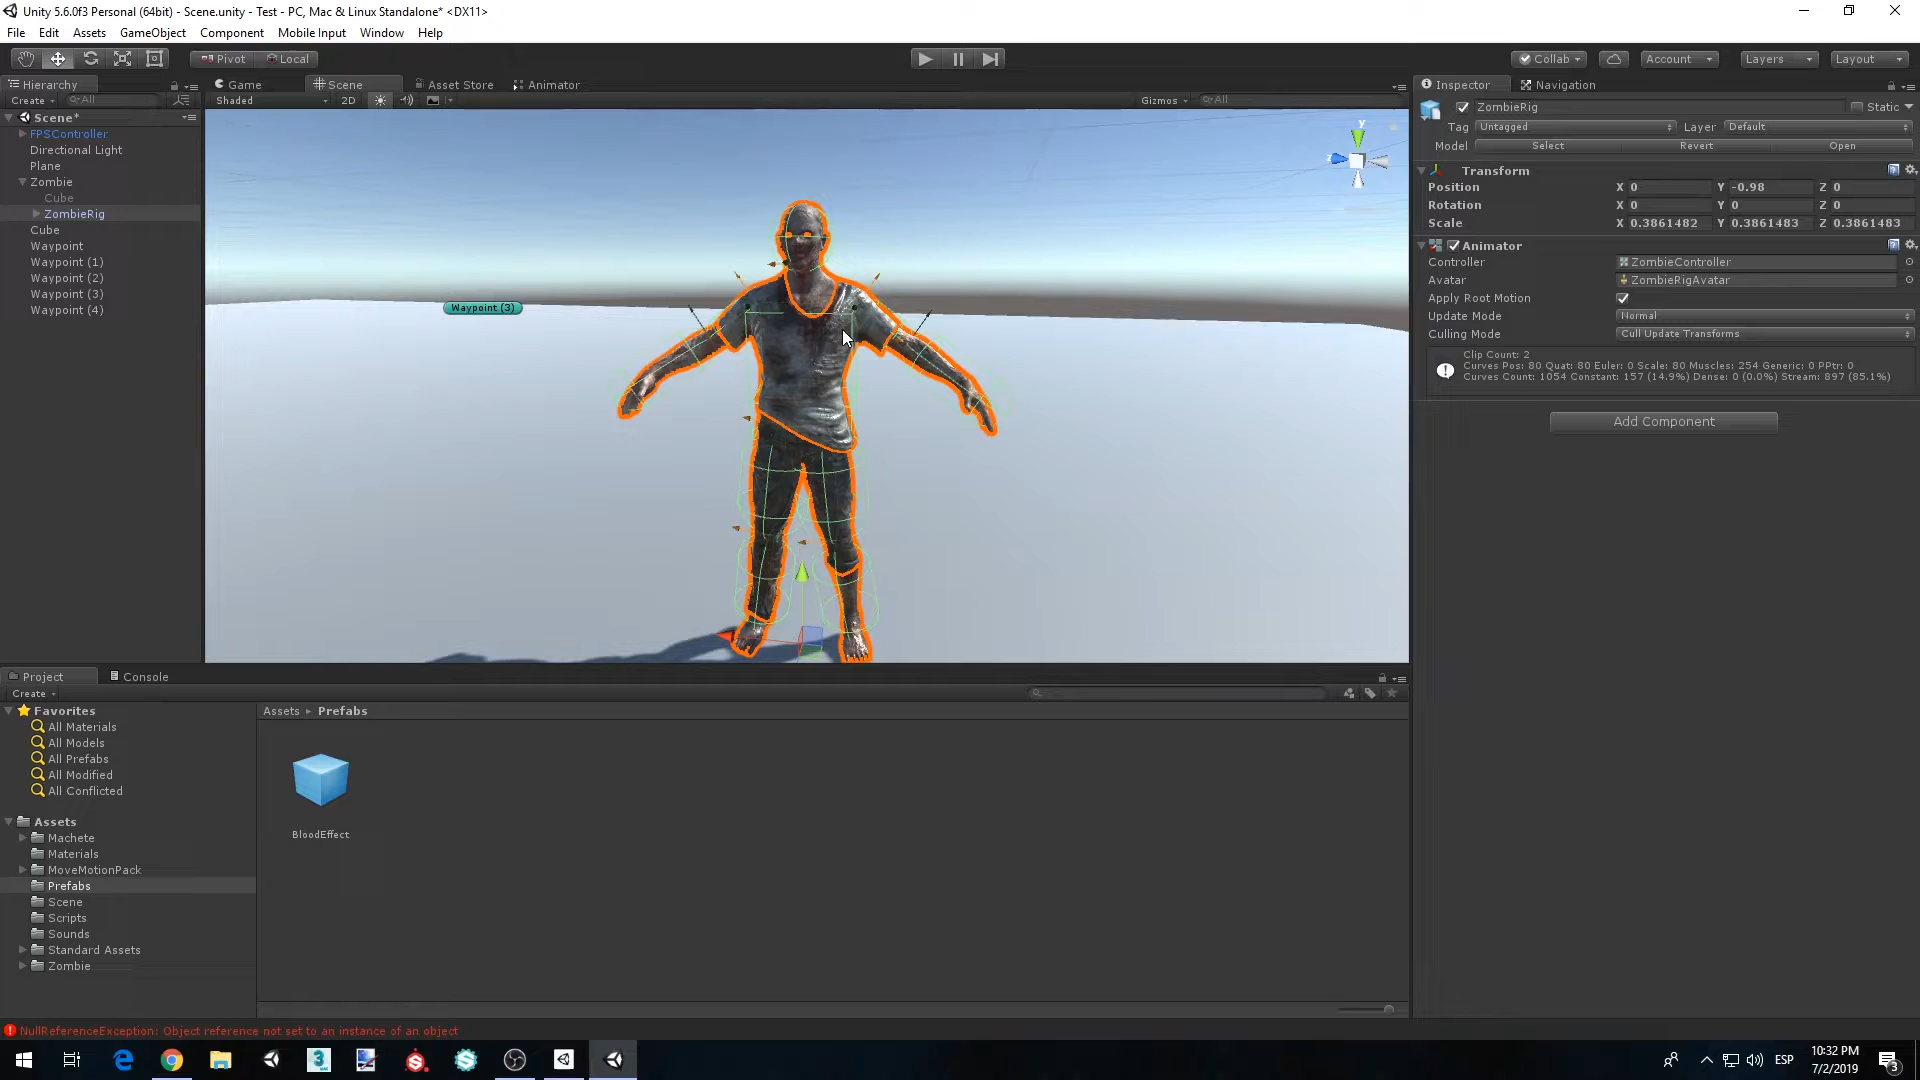 Unity 5.6.0f3 Personal (64bit) - Scene.unity - Test - PC, Mac & Linux Standalone* <DX11>
File Edit Assets GameObject Component Mobile Input Window Help
Pivot Local
Collab Account Layers Layout
Hierarchy
Create All
Scene*
FPSController
Directional Light
Plane
Zombie
Cube
ZombieRig
Cube
Waypoint
Waypoint (1)
Waypoint (2)
Waypoint (3)
Waypoint (4)
Game Scene Asset Store Animator
Shaded 2D Gizmos All
y
z
Waypoint (3)
Inspector Navigation
ZombieRig Static
Tag Untagged Layer Default
Model Select Revert Open
Transform
Position X 0 Y -0.98 Z 0
Rotation X 0 Y 0 Z 0
Scale X 0.3861482 Y 0.3861483 Z 0.3861483
Animator
Controller ZombieController
Avatar ZombieRigAvatar
Apply Root Motion
Update Mode Normal
Culling Mode Cull Update Transforms
Clip Count: 2
Curves Pos: 80 Quat: 80 Euler: 0 Scale: 80 Muscles: 254 Generic: 0 PPtr: 0
Curves Count: 1054 Constant: 157 (14.9%) Dense: 0 (0.0%) Stream: 897 (85.1%)
Add Component
Project Console
Create
Favorites
All Materials
All Models
All Prefabs
All Modified
All Conflicted
Assets
Machete
Materials
MoveMotionPack
Prefabs
Scene
Scripts
Sounds
Standard Assets
Zombie
Assets Prefabs
BloodEffect
NullReferenceException: Object reference not set to an instance of an object
ESP
10:32 PM
7/2/2019
3